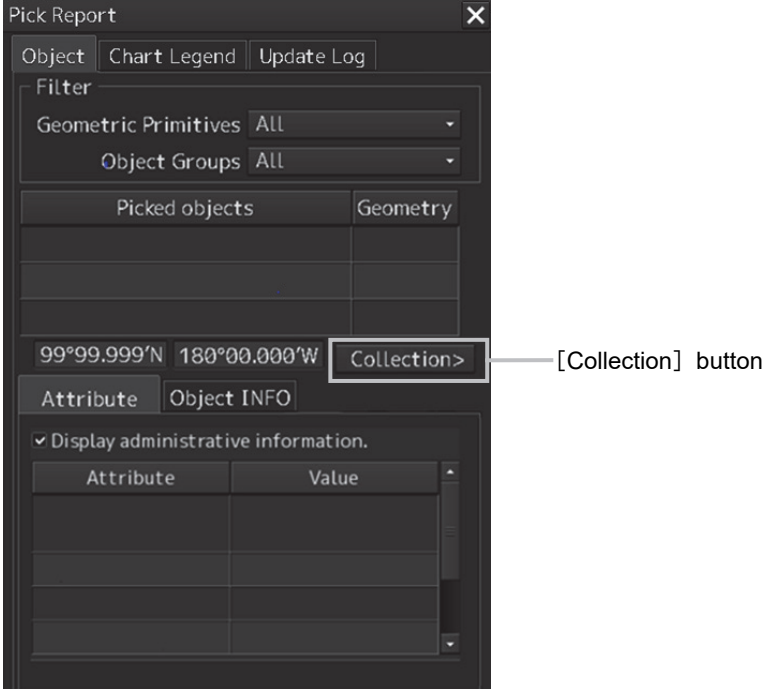 Pick Report
Object Chart Legend Update Log
Filter
Geometric Primitives All
Object Groups All
Picked objects Geometry
99°99.999'N 180°00.000'W Collection> [Collection] button
Attribute Object INFO
Display administrative information.
Attribute Value